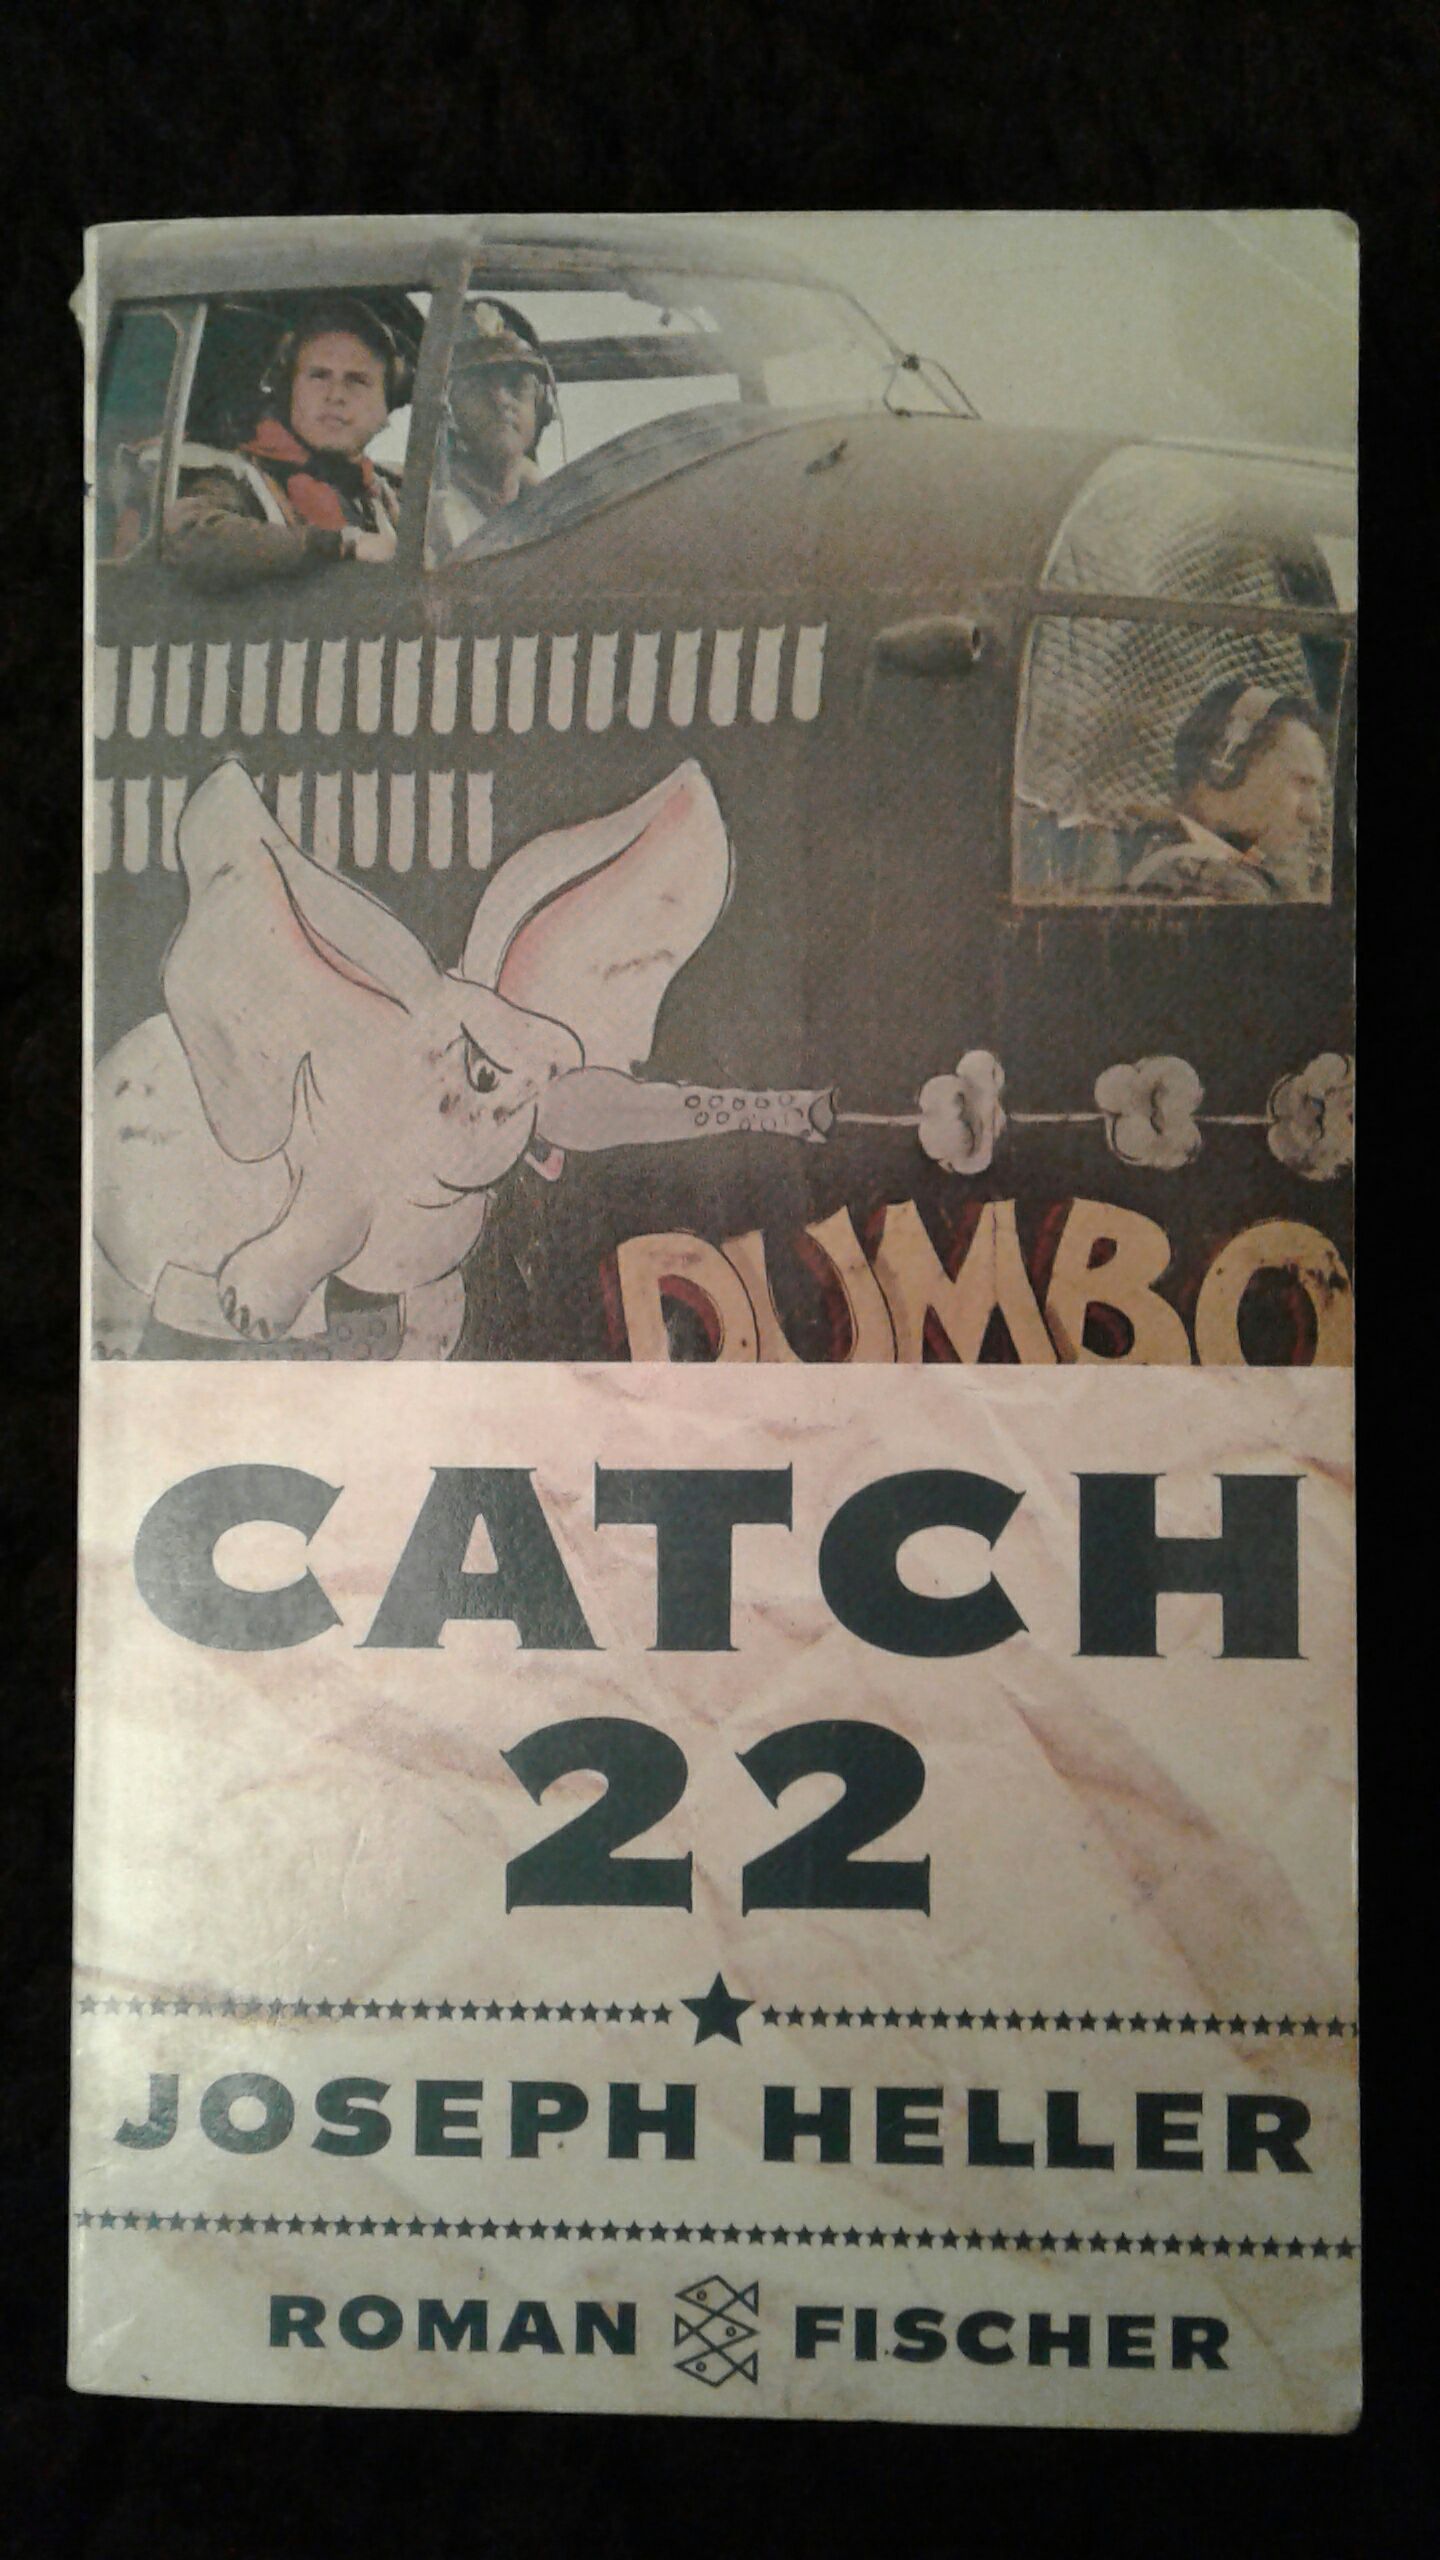 DUMBO
CATCH
22
JOSEPH HELLER
ROMAN FISCHER